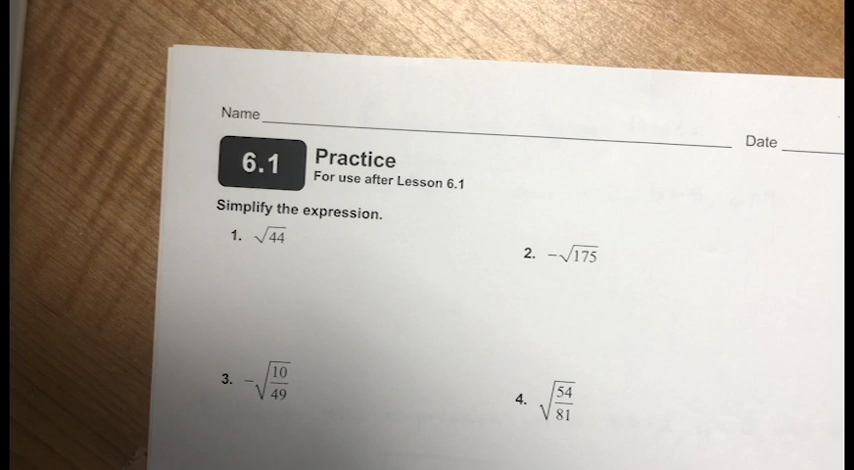 Name
Date
6.1
Practice
For use after Lesson 6.1
Simplify the expression.
1. √44
2. −√175
3. −√(10/49)
4. √(54/81)